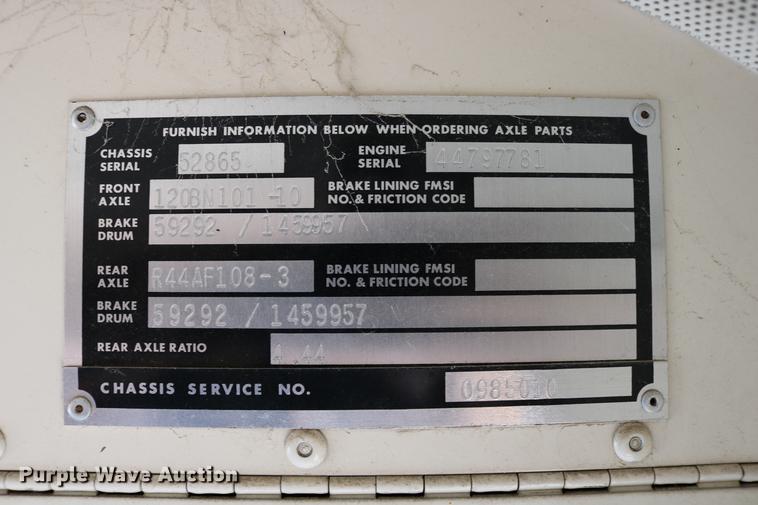 FURNISH INFORMATION BELOW WHEN ORDERING AXLE PARTS
CHASSIS SERIAL 52865 ENGINE SERIAL 44797781
FRONT AXLE 120BN101-10 BRAKE LINING FMSI NO. & FRICTION CODE
BRAKE DRUM 59292 / 1459957
REAR AXLE R44AF108-3 BRAKE LINING FMSI NO. & FRICTION CODE
BRAKE DRUM 59292 / 1459957
REAR AXLE RATIO 4.44
CHASSIS SERVICE NO.
Purple Wave Auction